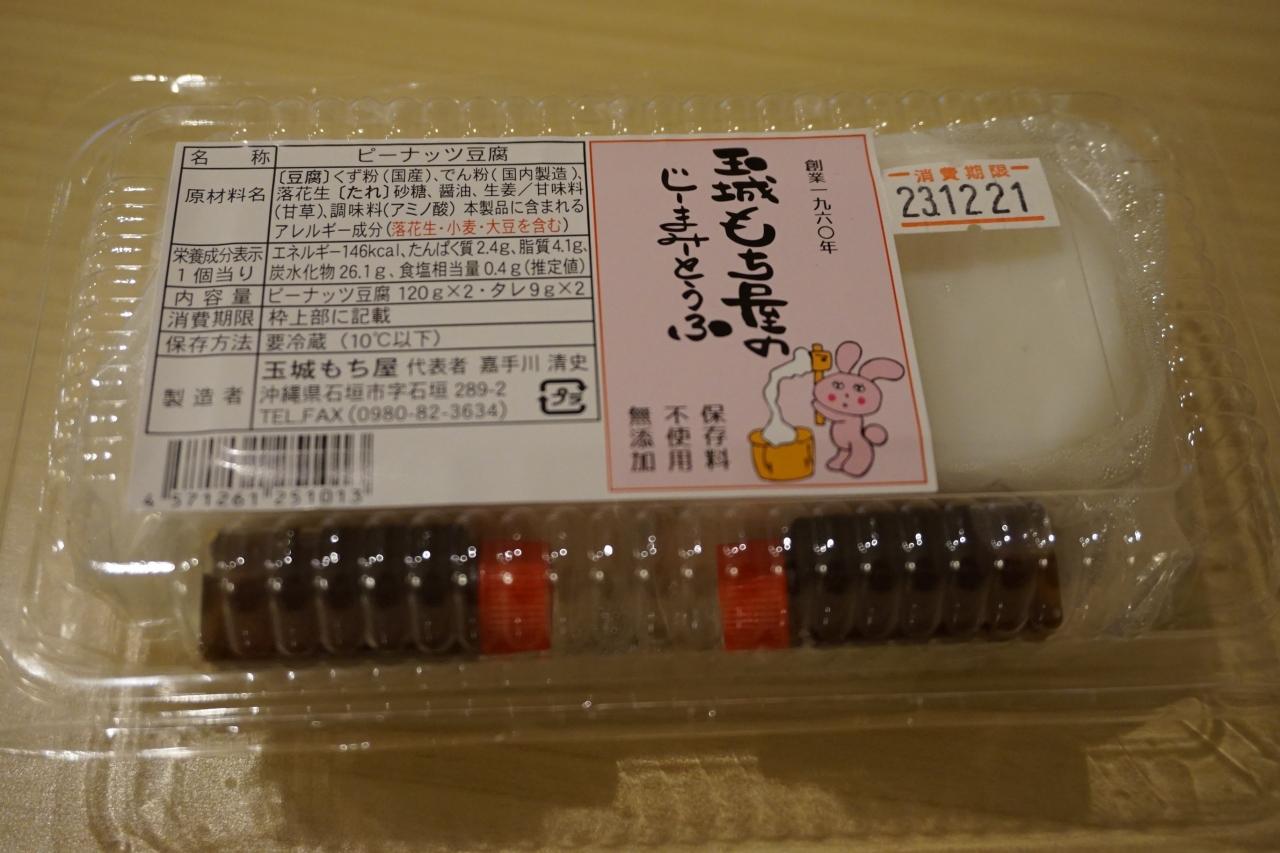 名称 ピーナッツ豆腐
原材料名
〔豆腐〕くず粉(国産)、でん粉(国内製造)、
落花生〔たれ〕砂糖、醤油、生姜/甘味料
(甘草)、調味料(アミノ酸) 本製品に含まれる
アレルギー成分(落花生・小麦・大豆を含む)
栄養成分表示
1個当り
エネルギー146kcal、たんぱく質2.4g、脂質4.1g、
炭水化物26.1g、食塩相当量0.4g(推定値)
内容量 ピーナッツ豆腐 120g×2・タレ9g×2
消費期限 枠上部に記載
保存方法 要冷蔵(10℃以下)
製造者
玉城もち屋 代表者 嘉手川 清史
沖縄県石垣市字石垣 289-2
TEL.FAX(0980-82-3634)
プラ
4 571261 251013
創業一九六〇年
玉城もち屋の
じーまみーとうふ
保存料
不使用
無添加
消費期限
23.12.21